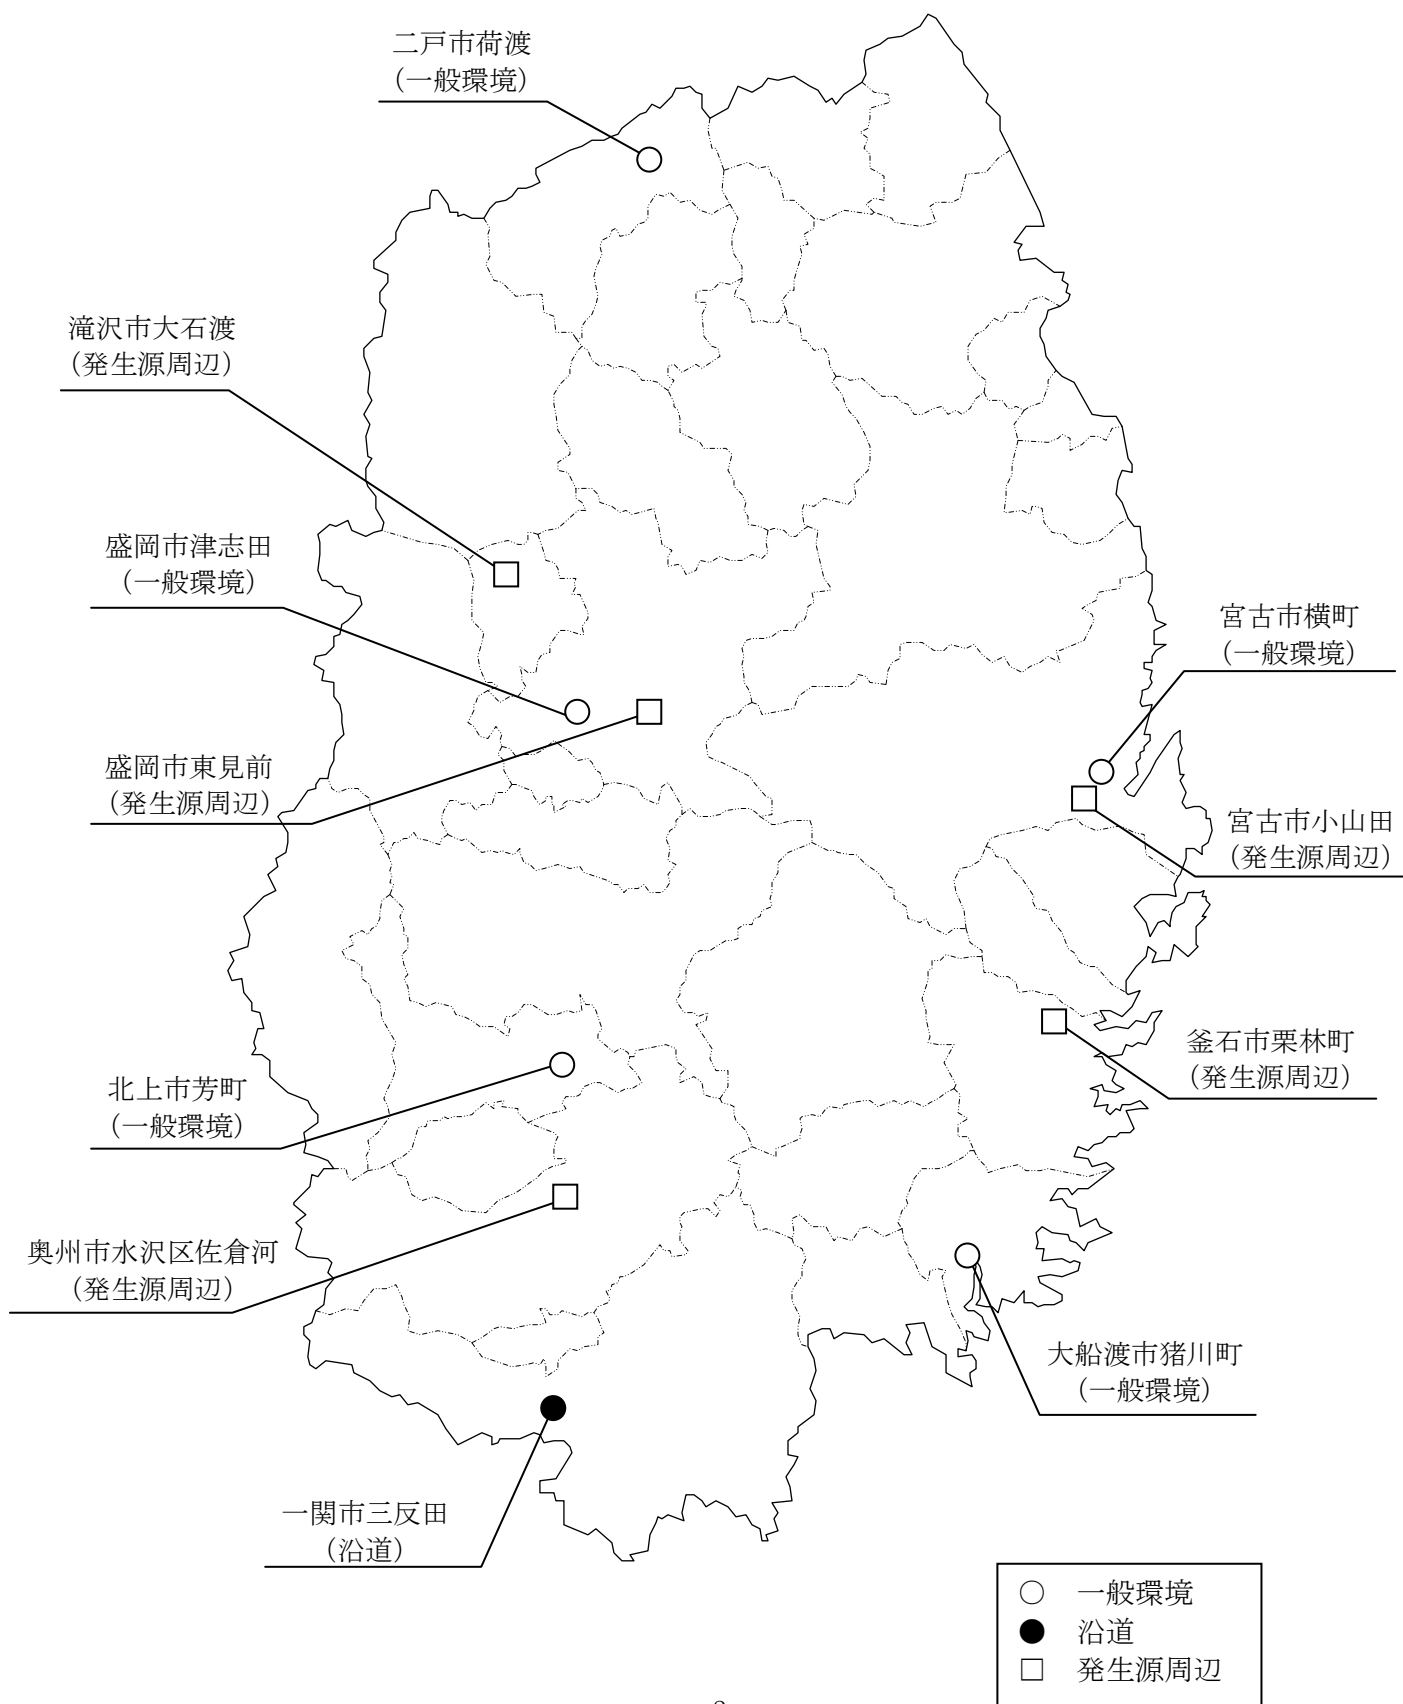 二戸市荷渡
(一般環境)
滝沢市大石渡
(発生源周辺)
盛岡市津志田
(一般環境)
宮古市横町
(一般環境)
盛岡市東見前
(発生源周辺)
宮古市小山田
(発生源周辺)
釜石市栗林町
(発生源周辺)
北上市芳町
(一般環境)
奥州市水沢区佐倉河
(発生源周辺)
大船渡市猪川町
(一般環境)
一関市三反田
(沿道)
○ 一般環境
● 沿道
□ 発生源周辺